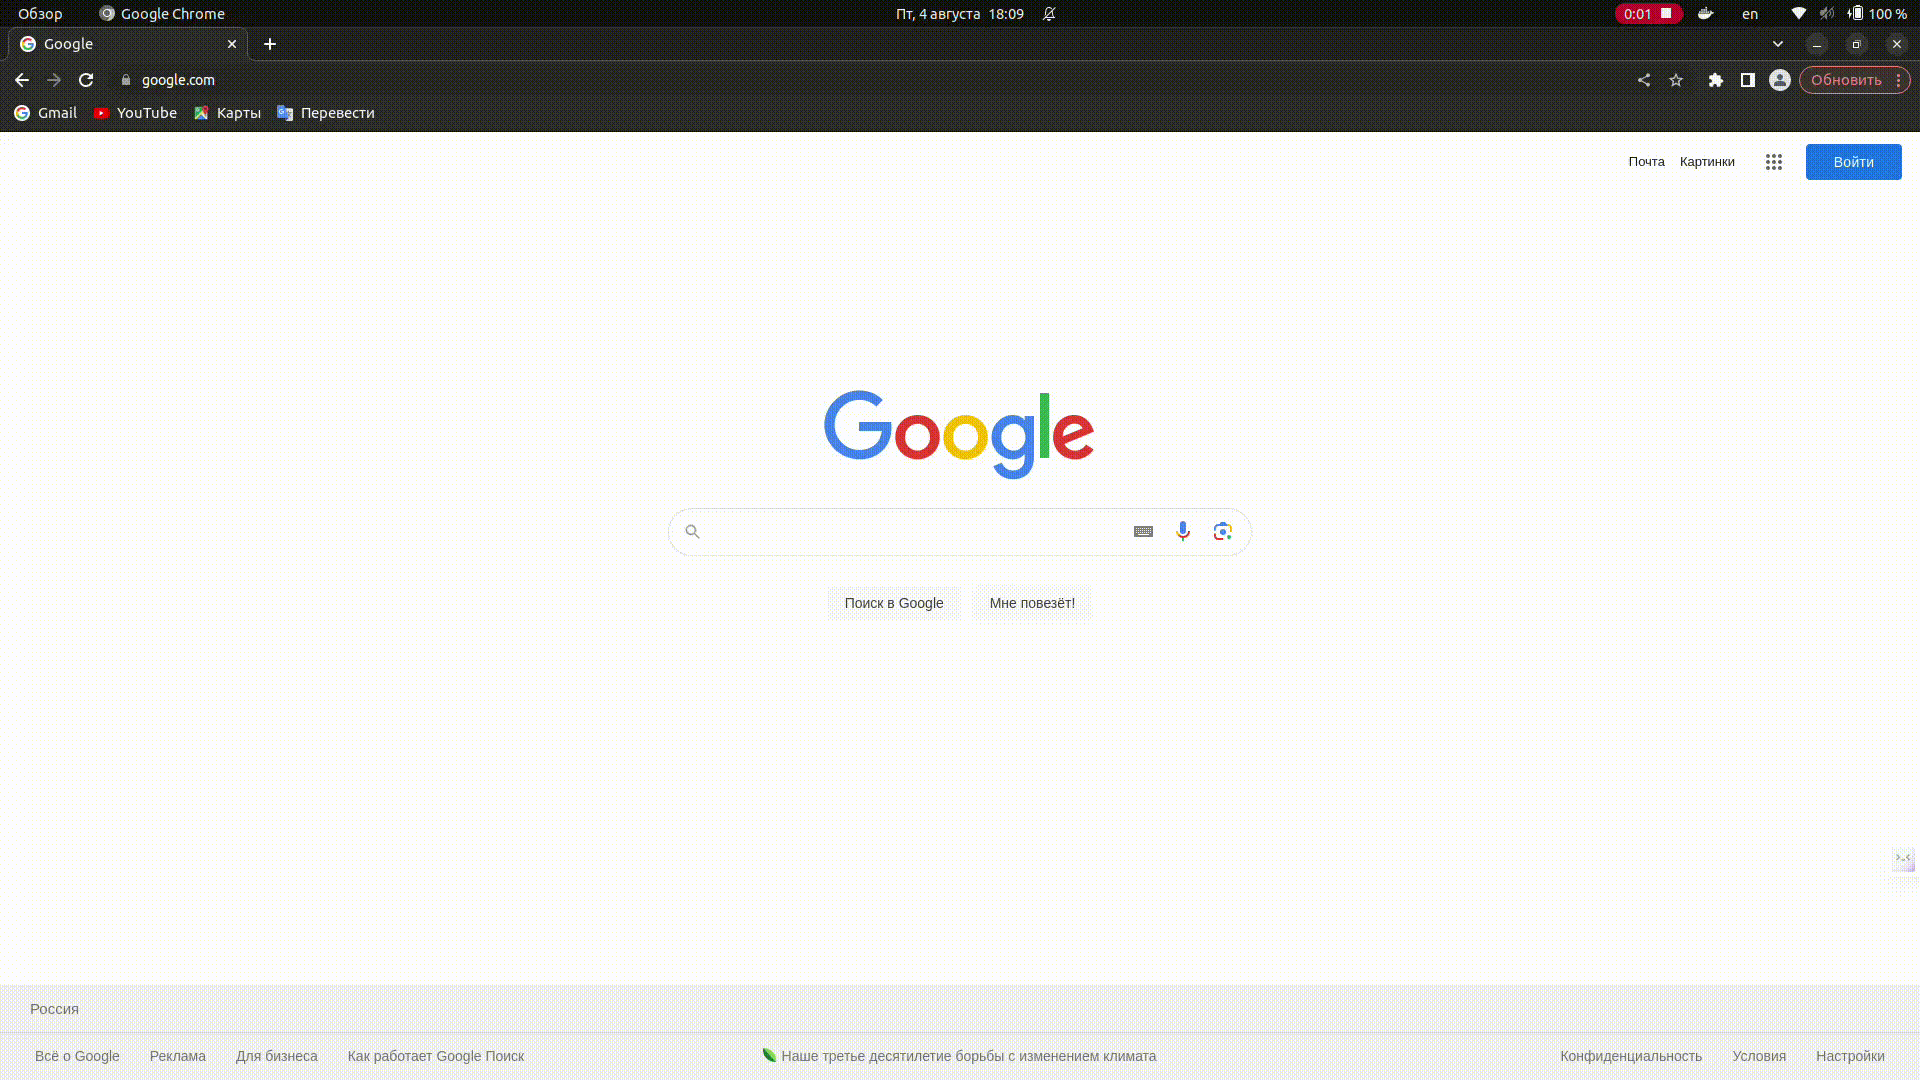 Обзор Google Chrome Пт, 4 августа 18:09 0:01 en 100 %
Google
google.com Обновить
Gmail YouTube Карты Перевести
Почта Картинки Войти
Google
Поиск в Google Мне повезёт!
Россия
Всё о Google Реклама Для бизнеса Как работает Google Поиск Наше третье десятилетие борьбы с изменением климата Конфиденциальность Условия Настройки